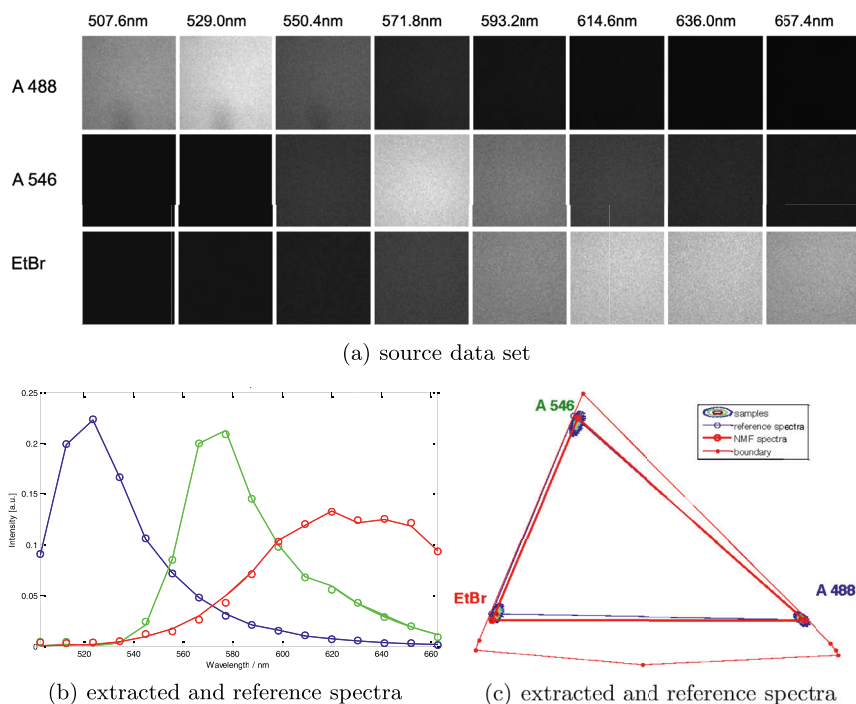 507.6nm 529.0nm 550.4nm 571.8nm 593.2nm 614.6nm 636.0nm 657.4nm
A 488
A 546
EtBr
(a) source data set
0.25
0.2
0.15
0.1
0.05
0
Intensity [a.u.]
520 540 560 580 600 620 640 660
Wavelength / nm
(b) extracted and reference spectra
A 546
samples
reference spectra
NMF spectra
boundary
EtBr
A 488
(c) extracted and reference spectra